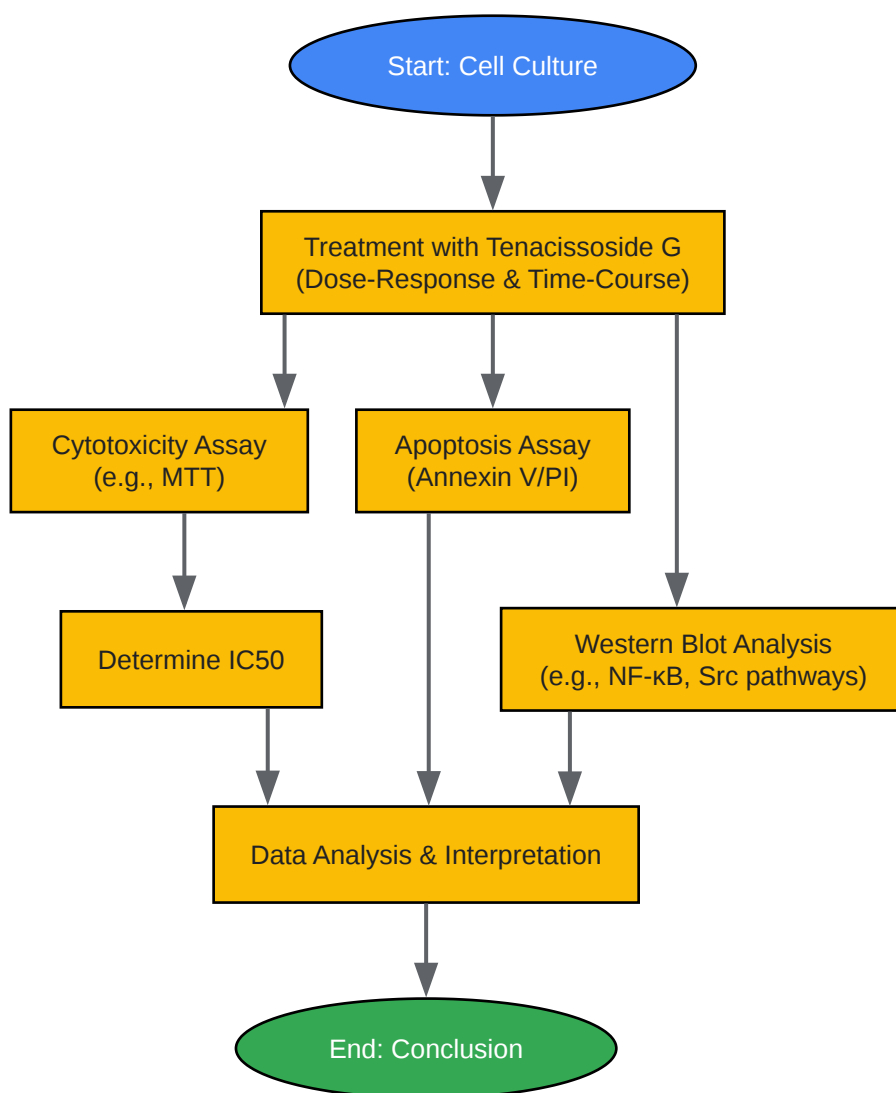 Start: Cell Culture
Treatment with Tenacissoside G
(Dose-Response & Time-Course)
Cytotoxicity Assay
(e.g., MTT)
Apoptosis Assay
(Annexin V/PI)
Determine IC50
Western Blot Analysis
(e.g., NF-κB, Src pathways)
Data Analysis & Interpretation
End: Conclusion